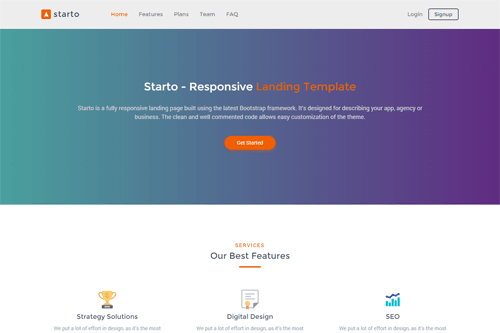 starto
Home Features Plans Team FAQ
Login Signup
Starto - Responsive Landing Template
Starto is a fully responsive landing page built using the latest Bootstrap framework. It's designed for describing your app, agency or
business. The clean and well commented code allows easy customization of the theme.
Get Started
SERVICES
Our Best Features
Strategy Solutions
We put a lot of effort in design, as it's the most
Digital Design
We put a lot of effort in design, as it's the most
SEO
We put a lot of effort in design, as it's the most